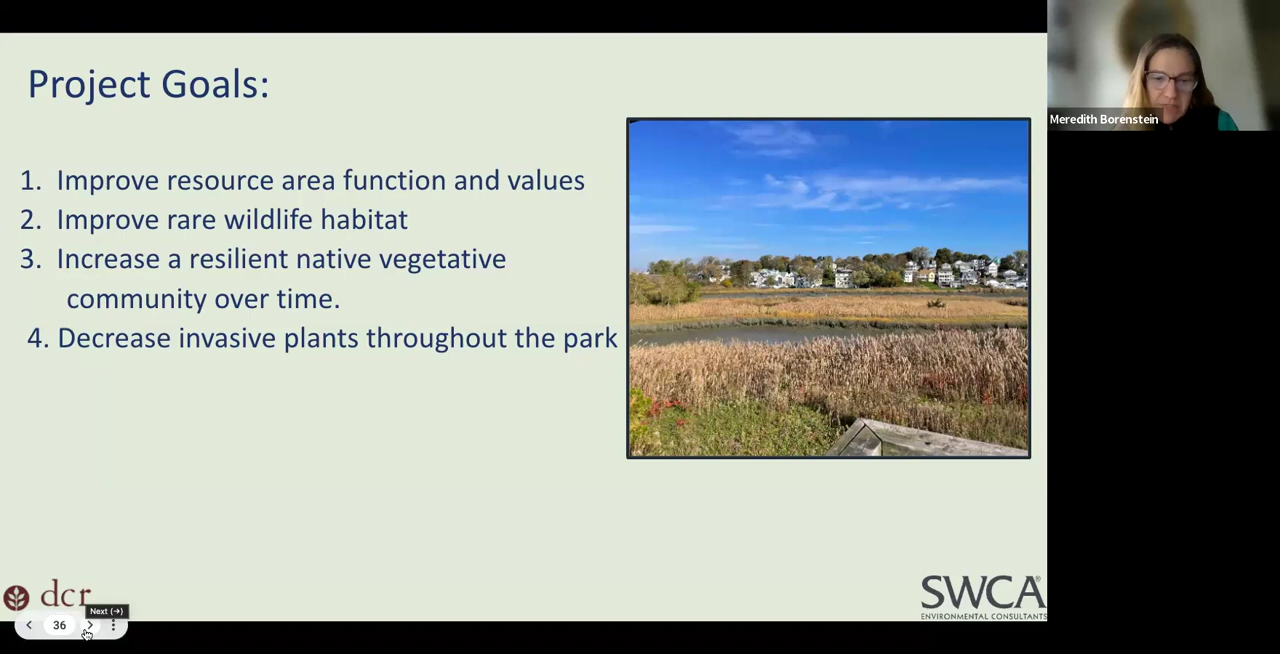 Project Goals:
Meredith Borenstein
1. Improve resource area function and values
2. Improve rare wildlife habitat
3. Increase a resilient native vegetative
community over time.
4. Decrease invasive plants throughout the park
dcr
SWCA®
ENVIRONMENTAL CONSULTANTS
Next (→)
36